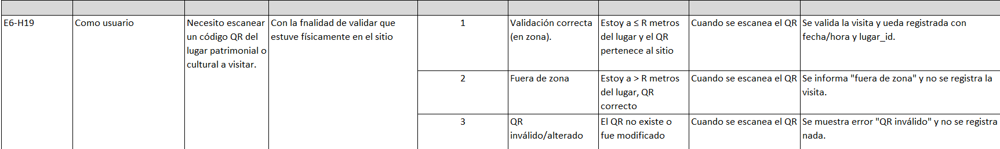 E6-H19
Como usuario
Necesito escanear
un código QR del
lugar patrimonial o
cultural a visitar.
Con la fnalidad de validar que
estuve físicamente en el sitio
1
Validación correcta
(en zona).
Estoy a ≤ R metros
del lugar y el QR
pertenece al sitio
Cuando se escanea el QR
Se valida la visita y ueda registrada con
fecha/hora y lugar_id.
2
Fuera de zona
Estoy a > R metros
del lugar, QR
correcto
Cuando se escanea el QR
Se informa "fuera de zona" y no se registra la
visita.
3
QR
inválido/alterado
El QR no existe o
fue modificado
Cuando se escanea el QR
Se muestra error "QR inválido" y no se registra
nada.